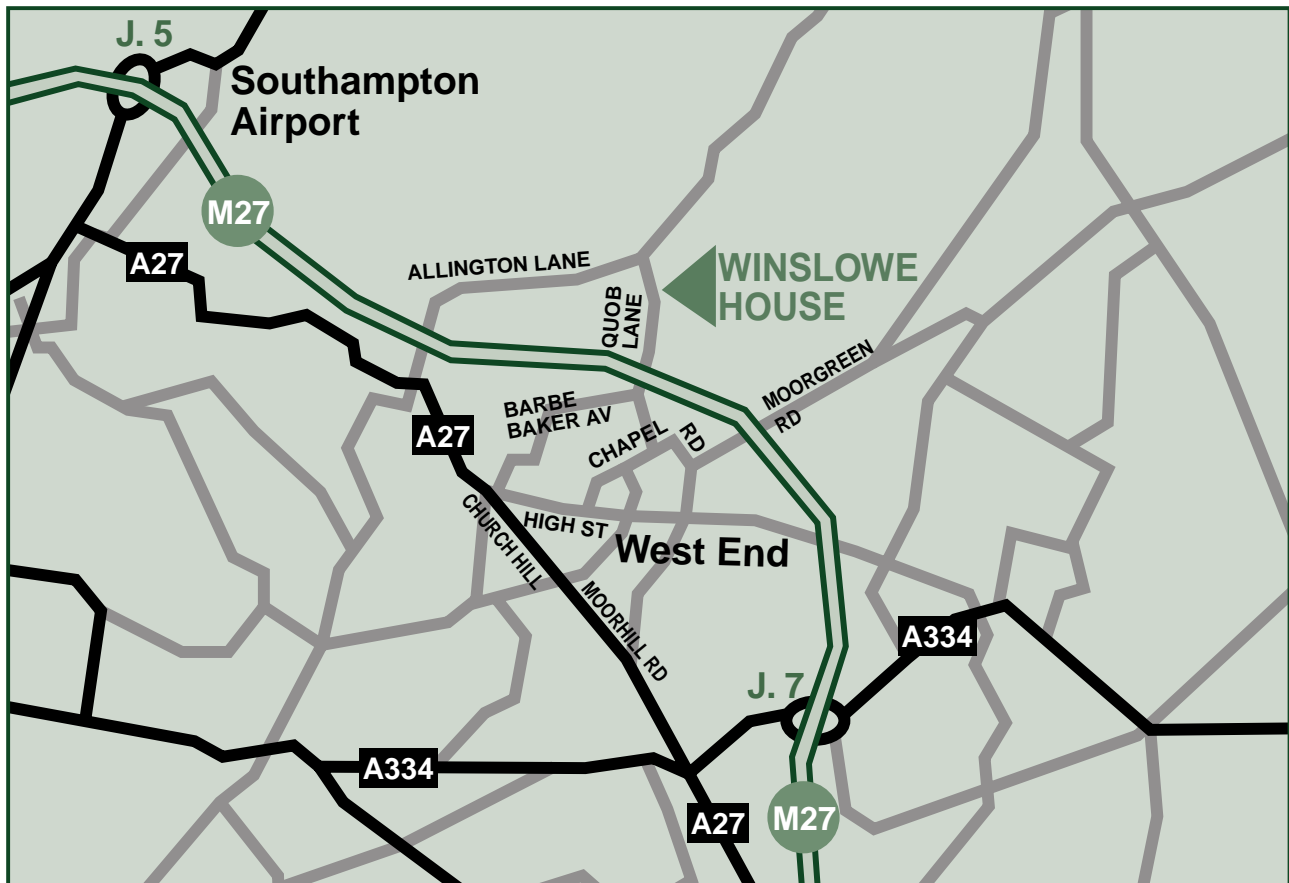 J. 5
Southampton
Airport
M27
A27
ALLINGTON LANE
WINSLOWE
HOUSE
QUOB
LANE
MOORGREEN
RD
BARBE
BAKER AV
A27
CHAPEL
RD
CHURCH HILL
HIGH ST
West End
MOORHILL RD
A334
J. 7
A334
A27
M27